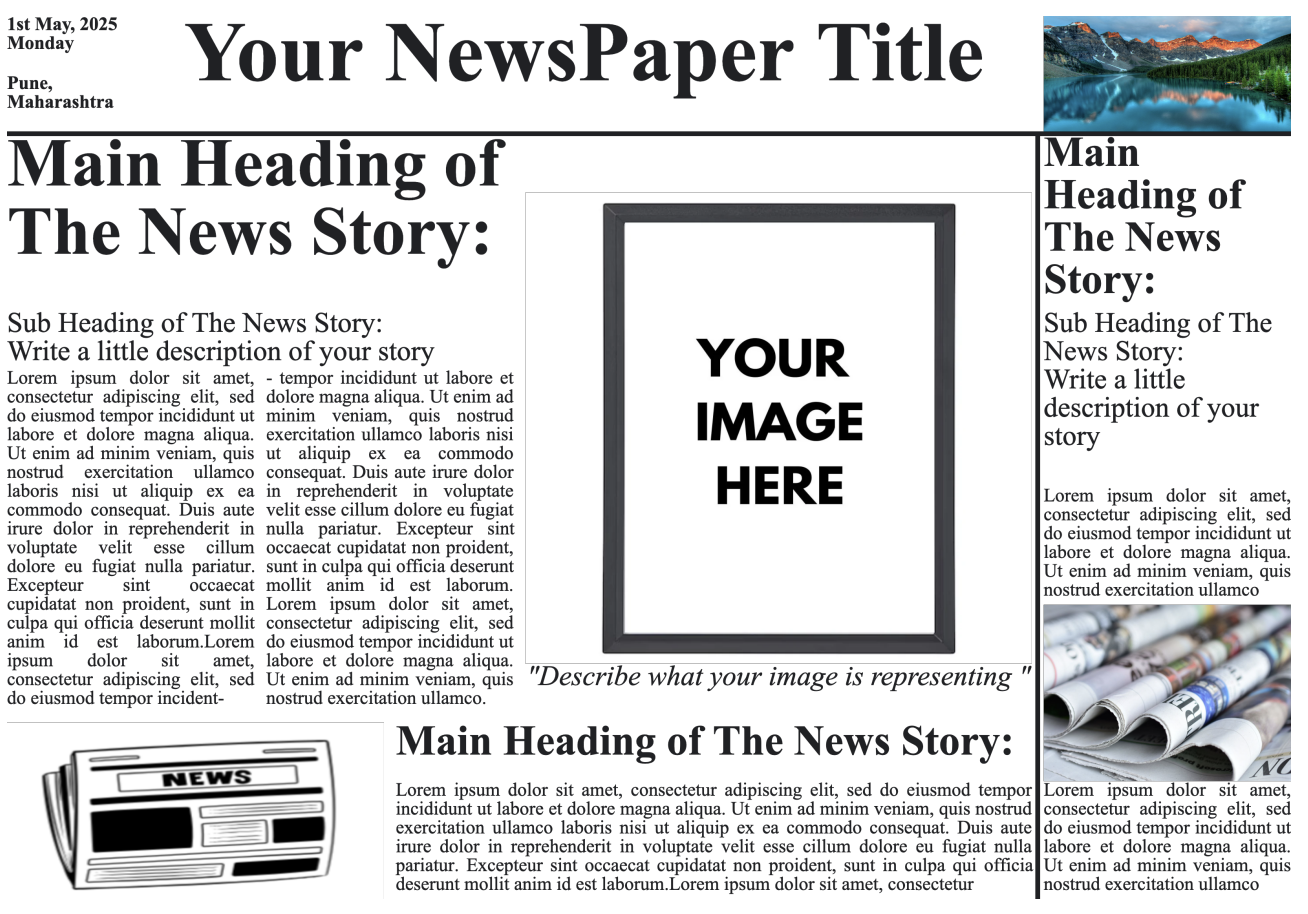 1st May, 2025
Monday
Pune,
Maharashtra
Your NewsPaper Title
Main Heading of
The News Story:
Sub Heading of The News Story:
Write a little description of your story
Lorem ipsum dolor sit amet,
consectetur adipiscing elit, sed
do eiusmod tempor incididunt ut
labore et dolore magna aliqua.
Ut enim ad minim veniam, quis
nostrud exercitation ullamco
laboris nisi ut aliquip ex ea
commodo consequat. Duis aute
irure dolor in reprehenderit in
voluptate velit esse cillum
dolore eu fugiat nulla pariatur.
Excepteur sint occaecat
cupidatat non proident, sunt in
culpa qui officia deserunt mollit
anim id est laborum.Lorem
ipsum dolor sit amet,
consectetur adipiscing elit, sed
do eiusmod tempor incident-
- tempor incididunt ut labore et
dolore magna aliqua. Ut enim ad
minim veniam, quis nostrud
exercitation ullamco laboris nisi
ut aliquip ex ea commodo
consequat. Duis aute irure dolor
in reprehenderit in voluptate
velit esse cillum dolore eu fugiat
nulla pariatur. Excepteur sint
occaecat cupidatat non proident,
sunt in culpa qui officia deserunt
mollit anim id est laborum.
Lorem ipsum dolor sit amet,
consectetur adipiscing elit, sed
do eiusmod tempor incididunt ut
labore et dolore magna aliqua.
Ut enim ad minim veniam, quis
nostrud exercitation ullamco.
YOUR
IMAGE
HERE
"Describe what your image is representing "
NEWS
Main Heading of The News Story:
Lorem ipsum dolor sit amet, consectetur adipiscing elit, sed do eiusmod tempor
incididunt ut labore et dolore magna aliqua. Ut enim ad minim veniam, quis nostrud
exercitation ullamco laboris nisi ut aliquip ex ea commodo consequat. Duis aute
irure dolor in reprehenderit in voluptate velit esse cillum dolore eu fugiat nulla
pariatur. Excepteur sint occaecat cupidatat non proident, sunt in culpa qui officia
deserunt mollit anim id est laborum.Lorem ipsum dolor sit amet, consectetur
Main
Heading of
The News
Story:
Sub Heading of The
News Story:
Write a little
description of your
story
Lorem ipsum dolor sit amet,
consectetur adipiscing elit, sed
do eiusmod tempor incididunt ut
labore et dolore magna aliqua.
Ut enim ad minim veniam, quis
nostrud exercitation ullamco
Lorem ipsum dolor sit amet,
consectetur adipiscing elit, sed
do eiusmod tempor incididunt ut
labore et dolore magna aliqua.
Ut enim ad minim veniam, quis
nostrud exercitation ullamco